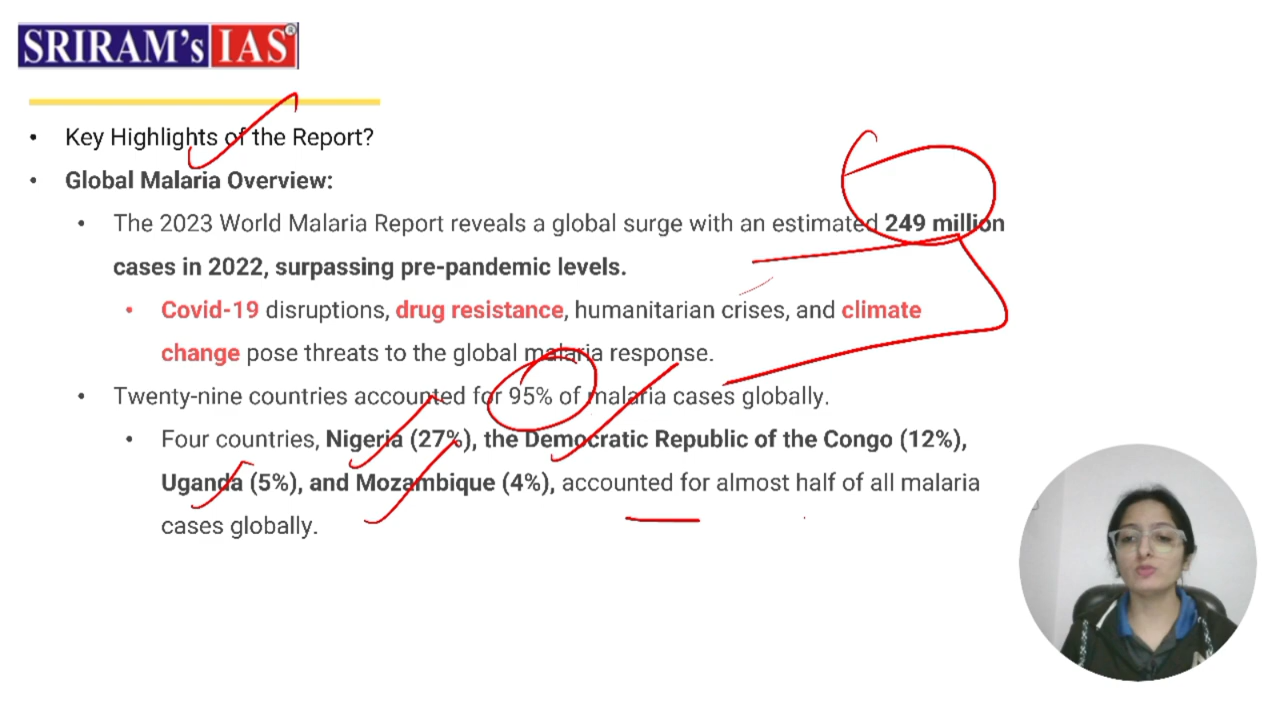 SRIRAM's IAS®
• Key Highlights of the Report?
• Global Malaria Overview:
• The 2023 World Malaria Report reveals a global surge with an estimated 249 million
cases in 2022, surpassing pre-pandemic levels.
• Covid-19 disruptions, drug resistance, humanitarian crises, and climate
change pose threats to the global malaria response.
• Twenty-nine countries accounted for 95% of malaria cases globally.
• Four countries, Nigeria (27%), the Democratic Republic of the Congo (12%),
Uganda (5%), and Mozambique (4%), accounted for almost half of all malaria
cases globally.